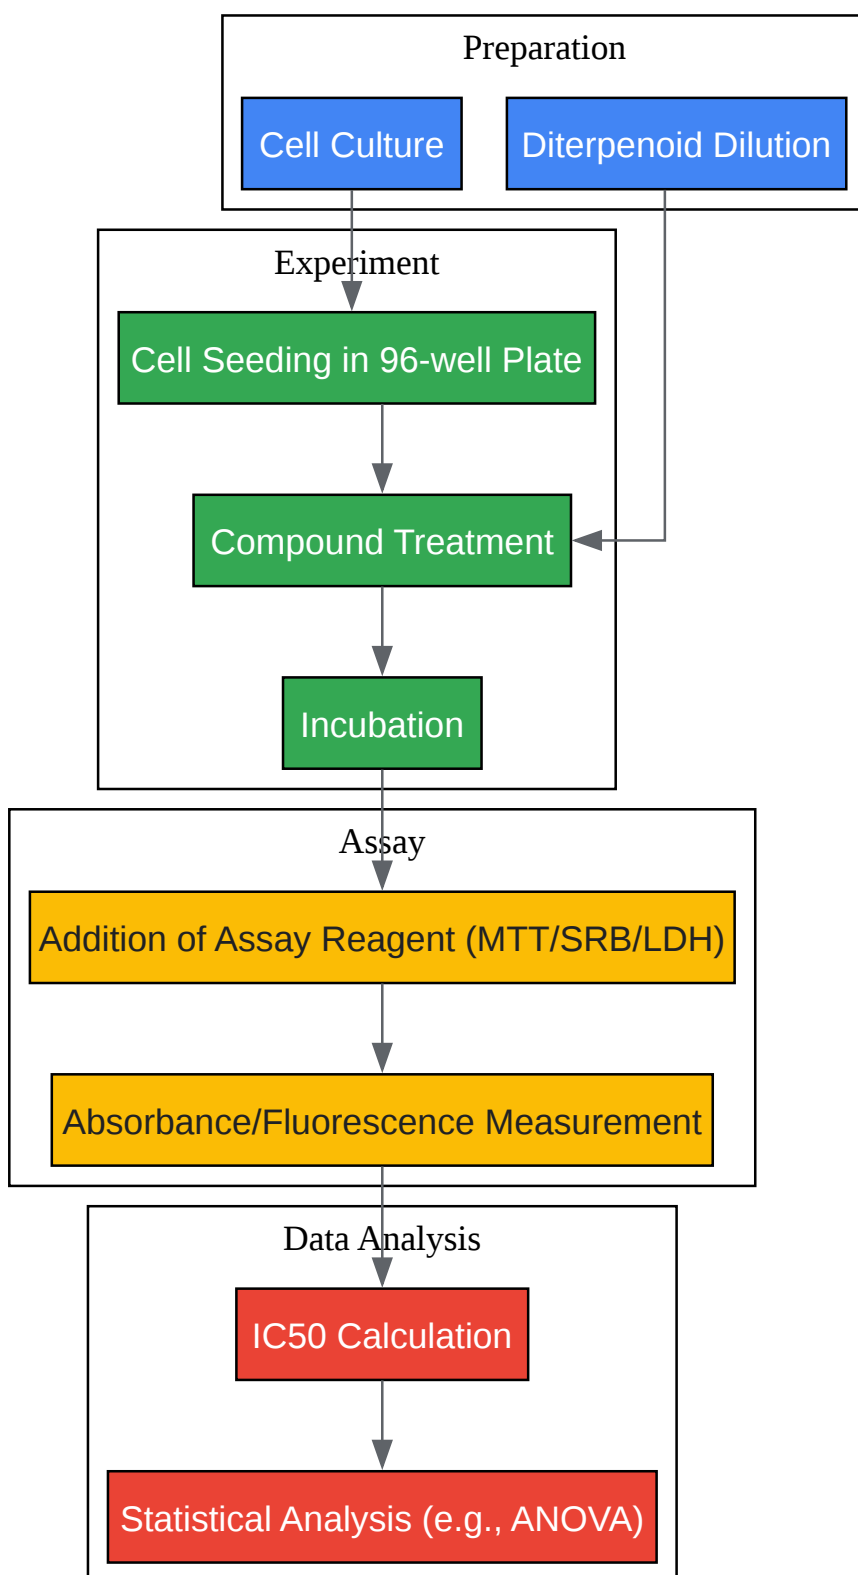 Preparation
Cell Culture
Diterpenoid Dilution
Experiment
Cell Seeding in 96-well Plate
Compound Treatment
Incubation
Assay
Addition of Assay Reagent (MTT/SRB/LDH)
Absorbance/Fluorescence Measurement
Data Analysis
IC50 Calculation
Statistical Analysis (e.g., ANOVA)